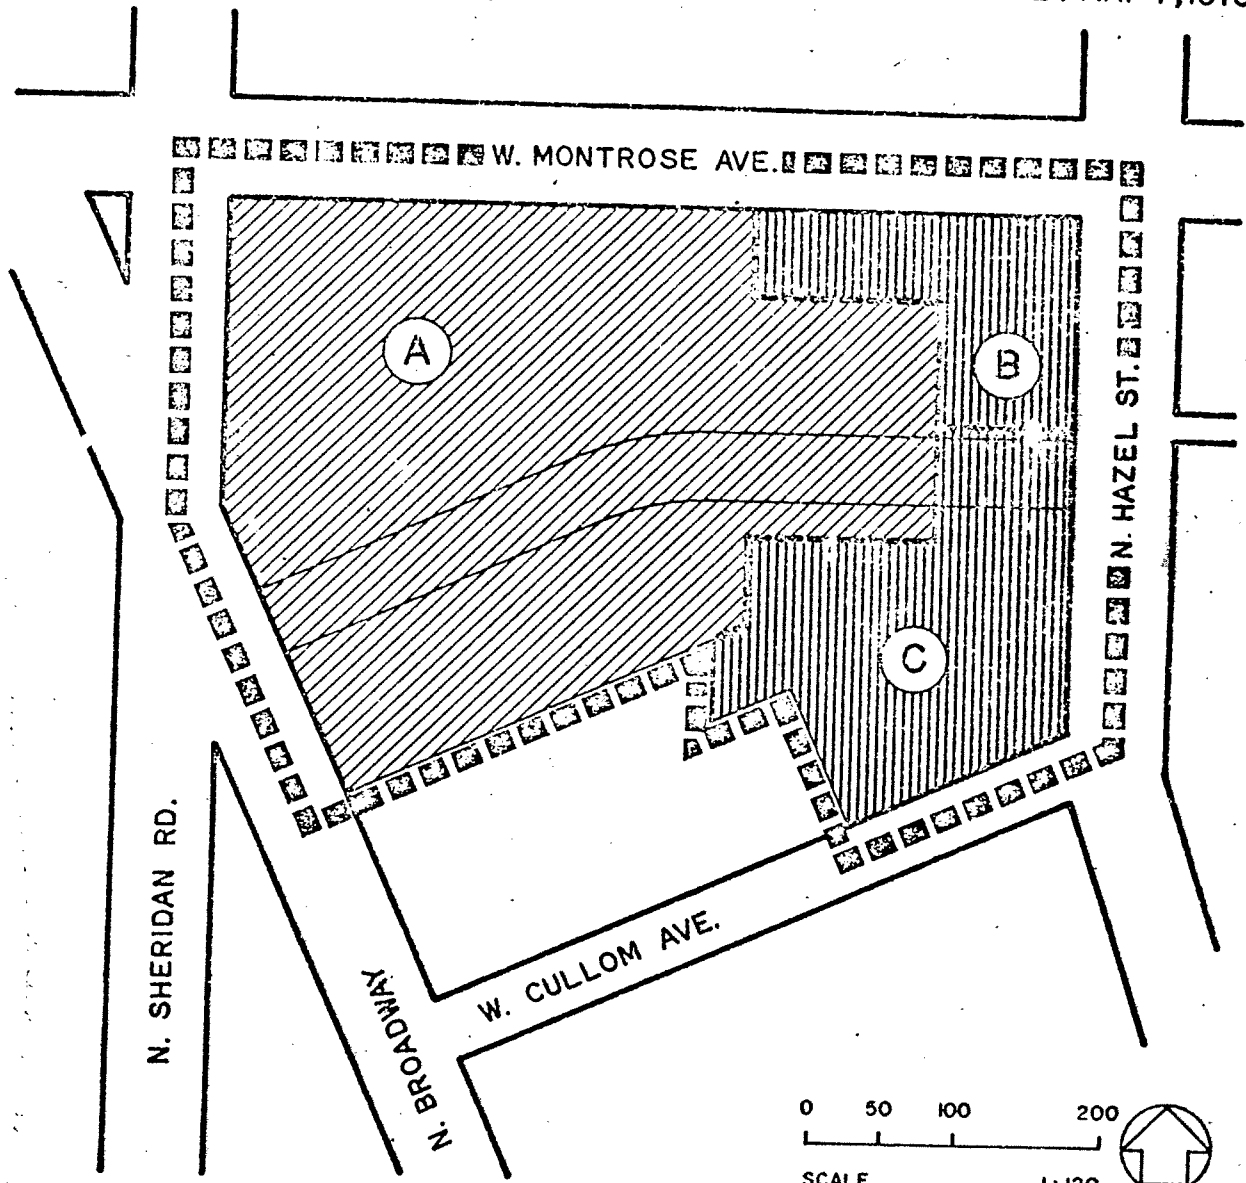 W. MONTROSE AVE.
A
B
N. HAZEL ST.
C
N. SHERIDAN RD.
W. CULLOM AVE.
N. BROADWAY
0 50 100 200
SCALE